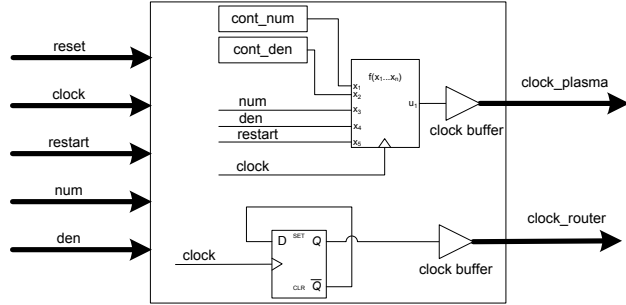 cont_num
cont_den
reset
clock
restart
num
den
f(x1...xn)
x1
x2
x3
x4
x5
u1
num
den
restart
clock
clock buffer
clock_plasma
D
SET
Q
CLR
Q
clock
clock buffer
clock_router